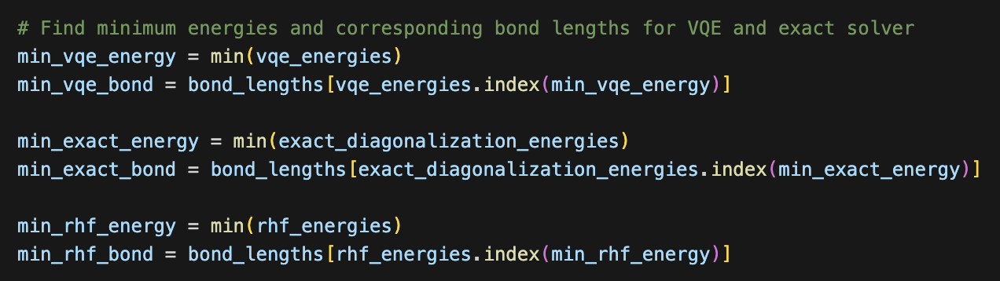 # Find minimum energies and corresponding bond lengths for VQE and exact solver
min_vqe_energy = min(vqe_energies)
min_vqe_bond = bond_lengths[vqe_energies.index(min_vqe_energy)]
min_exact_energy = min(exact_diagonalization_energies)
min_exact_bond = bond_lengths[exact_diagonalization_energies.index(min_exact_energy)]
min_rhf_energy = min(rhf_energies)
min_rhf_bond = bond_lengths[rhf_energies.index(min_rhf_energy)]